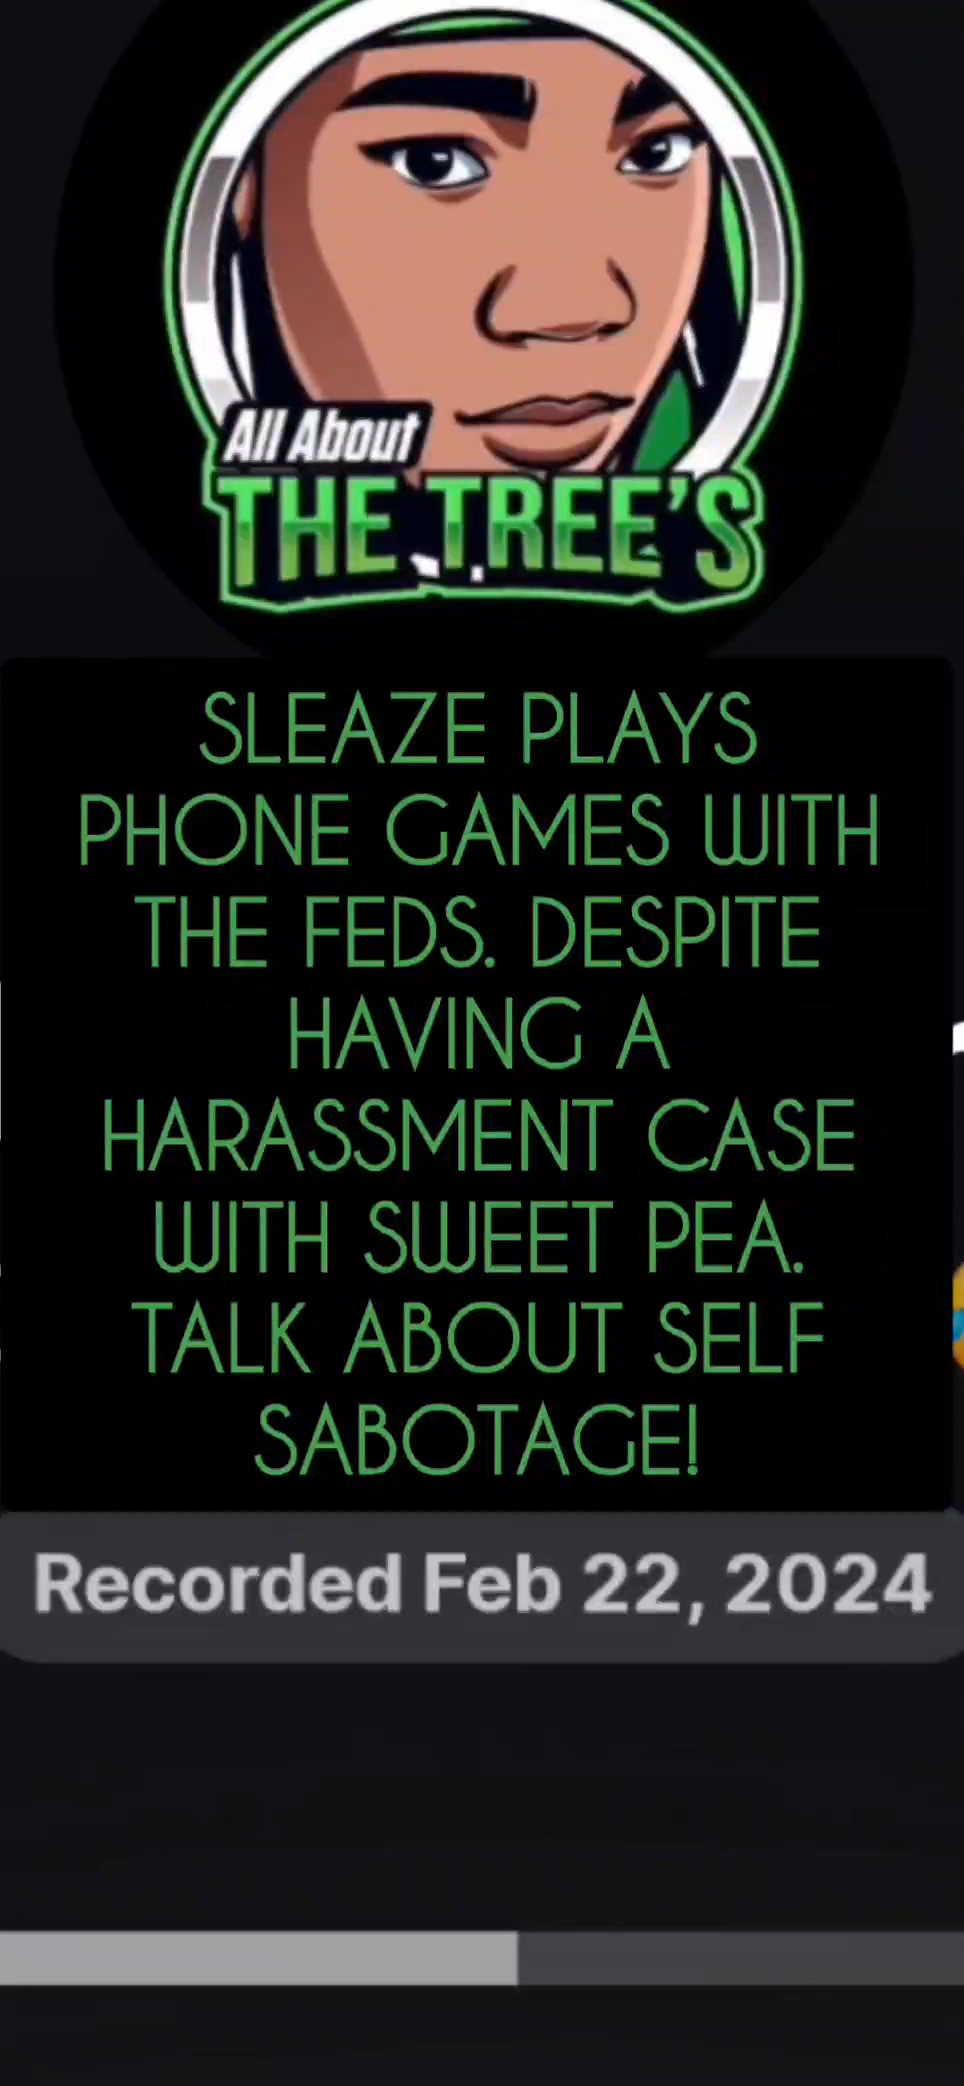 All About
THE TREE'S
SLEAZE PLAYS
PHONE GAMES WITH
THE FEDS. DESPITE
HAVING A
HARASSMENT CASE
WITH SWEET PEA.
TALK ABOUT SELF
SABOTAGE!
Recorded Feb 22, 2024